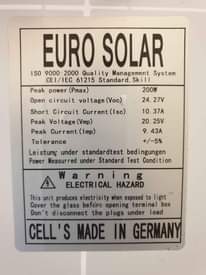 EURO SOLAR
ISO 9000:2000 Quality Management System
CEI/IEC 61215 Standard.Skill
Peak power(Pmax) 200W
Open circuit voltage(Voc) 24.27V
Short Circuit Current(Isc) 10.37A
Peak Voltage(Vmp) 20.25V
Peak Current(Imp) 9.43A
Tolerance +/-5%
Leistung under standardtest bedingungen
Power Measured under Standard Test Condition
Warning
ELECTRICAL HAZARD
This unit produces electricity when exposed to light
Cover the glass before opening terminal box
Don't disconnect the plugs under load
CELL'S MADE IN GERMANY